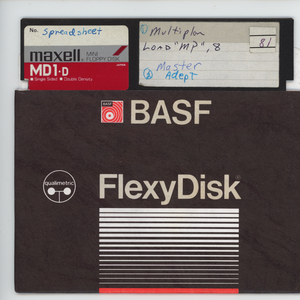 No. Spreadsheet
maxell MINI FLOPPY DISK
MD1-D
Single Sided Double Density
① Multiplan
LOAD"MP",8
81
Master
② Adept
BASF
BASF
qualimetric
FlexyDisk®